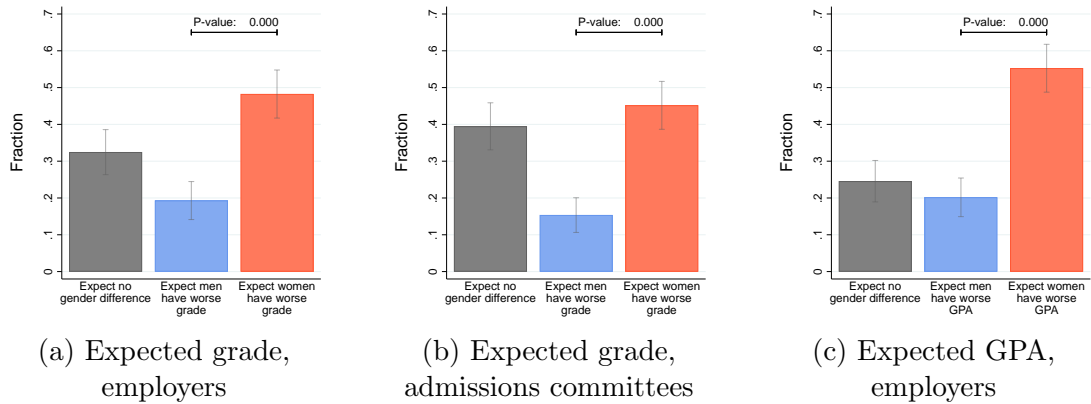 P-value: 0.000
Fraction
.7
.6
.5
.4
.3
.2
.1
0
Expect no
gender difference
Expect men
have worse
grade
Expect women
have worse
grade
(a) Expected grade,
employers
P-value: 0.000
Fraction
.7
.6
.5
.4
.3
.2
.1
0
Expect no
gender difference
Expect men
have worse
grade
Expect women
have worse
grade
(b) Expected grade,
admissions committees
P-value: 0.000
Fraction
.7
.6
.5
.4
.3
.2
.1
0
Expect no
gender difference
Expect men
have worse
GPA
Expect women
have worse
GPA
(c) Expected GPA,
employers